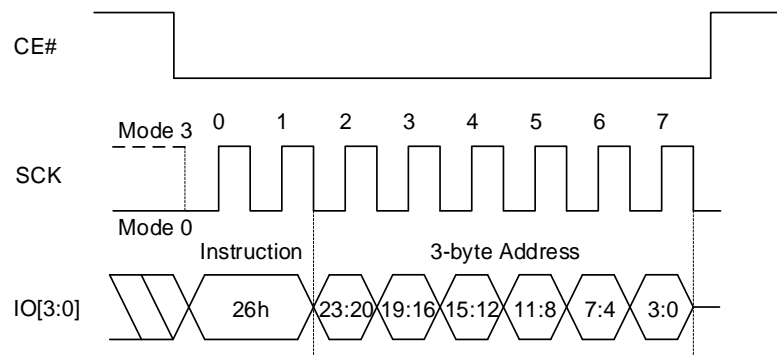 CE#
0 1 2 3 4 5 6 7
Mode 3
SCK
Mode 0
Instruction 3-byte Address
IO[3:0] 26h 23:20 19:16 15:12 11:8 7:4 3:0